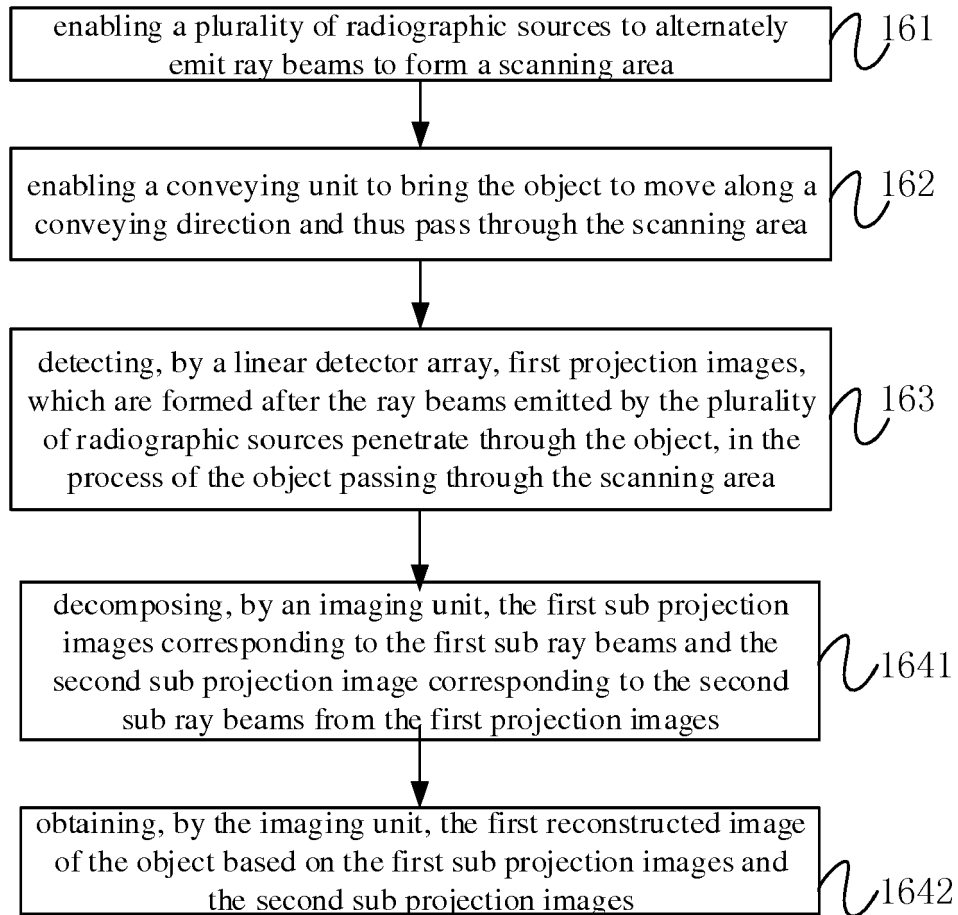 enabling a plurality of radiographic sources to alternately
emit ray beams to form a scanning area
161
enabling a conveying unit to bring the object to move along a
conveying direction and thus pass through the scanning area
162
detecting, by a linear detector array, first projection images,
which are formed after the ray beams emitted by the plurality
of radiographic sources penetrate through the object, in the
process of the object passing through the scanning area
163
decomposing, by an imaging unit, the first sub projection
images corresponding to the first sub ray beams and the
second sub projection image corresponding to the second
sub ray beams from the first projection images
1641
obtaining, by the imaging unit, the first reconstructed image
of the object based on the first sub projection images and
the second sub projection images
1642